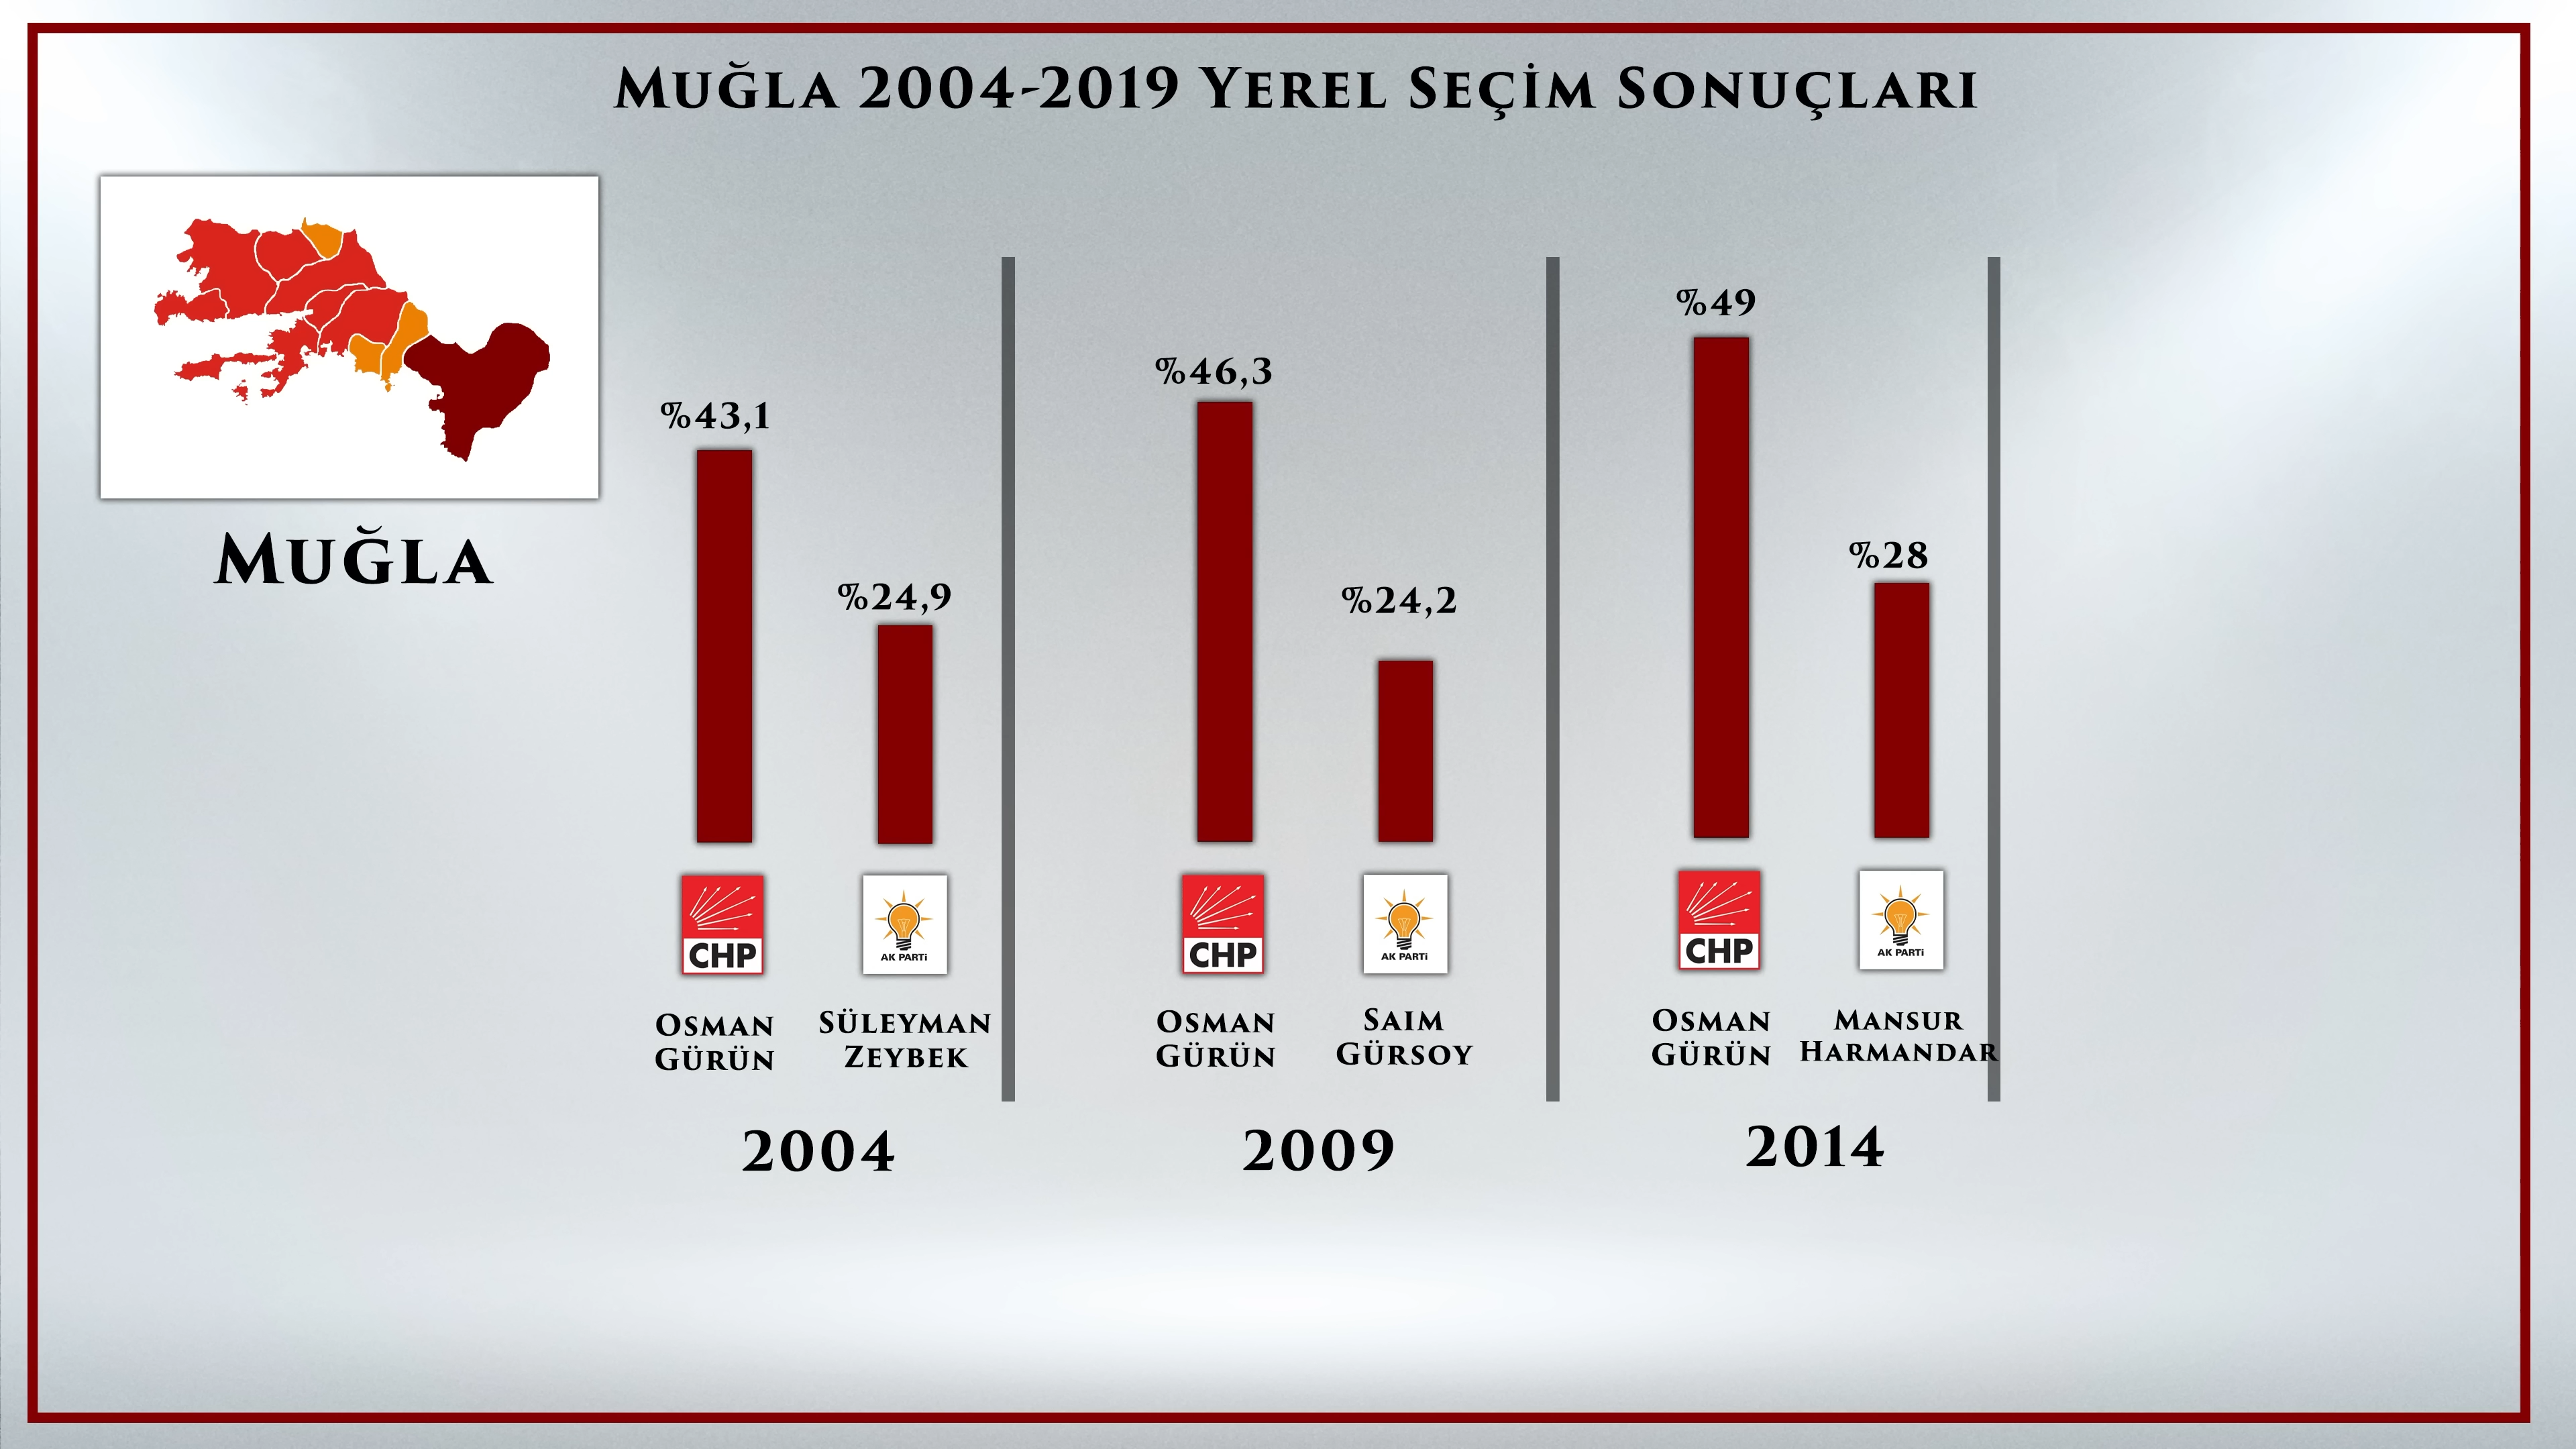 MUĞLA 2004-2019 YEREL SEÇİM SONUÇLARI
MUĞLA
%43,1
%24,9
CHP
AK PARTİ
OSMAN
GÜRÜN
SÜLEYMAN
ZEYBEK
2004
%46,3
%24,2
CHP
AK PARTİ
OSMAN
GÜRÜN
SAIM
GÜRSOY
2009
%49
%28
CHP
AK PARTİ
OSMAN
GÜRÜN
MANSUR
HARMANDAR
2014